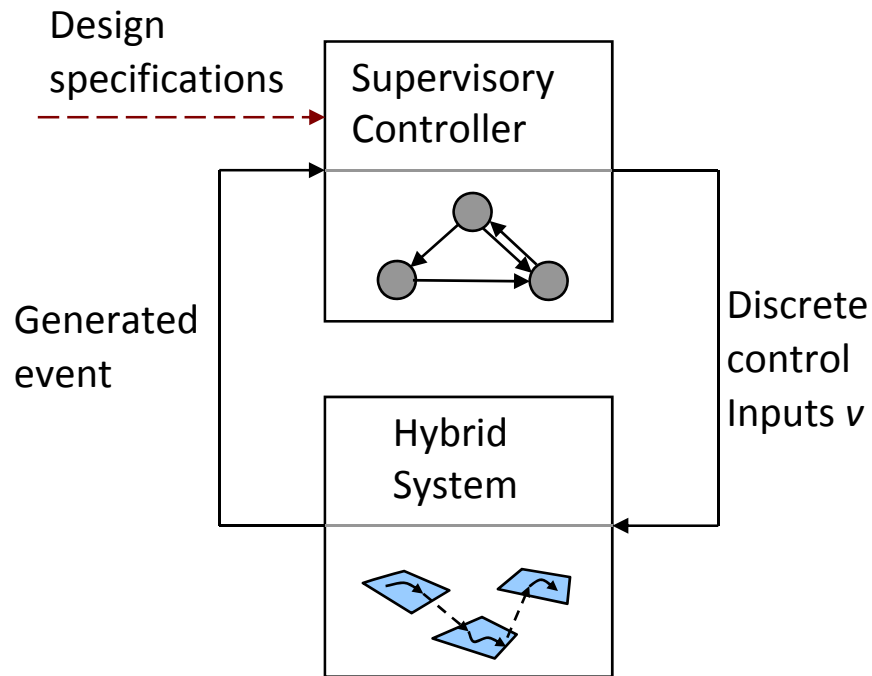 Design
specifications
Supervisory
Controller
Generated
event
Discrete
control
Inputs v
Hybrid
System